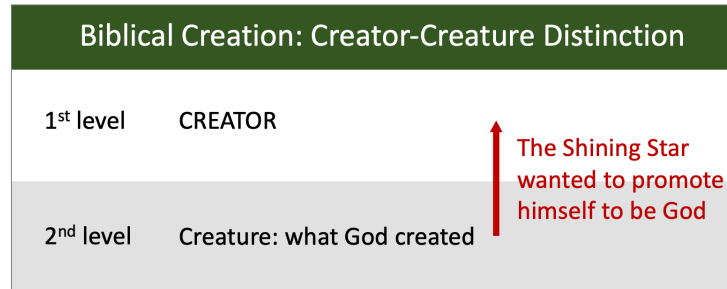 Biblical Creation: Creator-Creature Distinction
1st level CREATOR
The Shining Star
wanted to promote
himself to be God
2nd level Creature: what God created